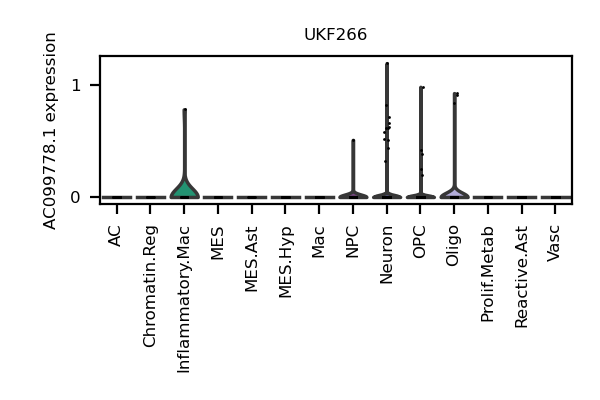 UKF266
AC099778.1 expression
1
0
AC
Chromatin.Reg
Inflammatory.Mac
MES
MES.Ast
MES.Hyp
Mac
NPC
Neuron
OPC
Oligo
Prolif.Metab
Reactive.Ast
Vasc